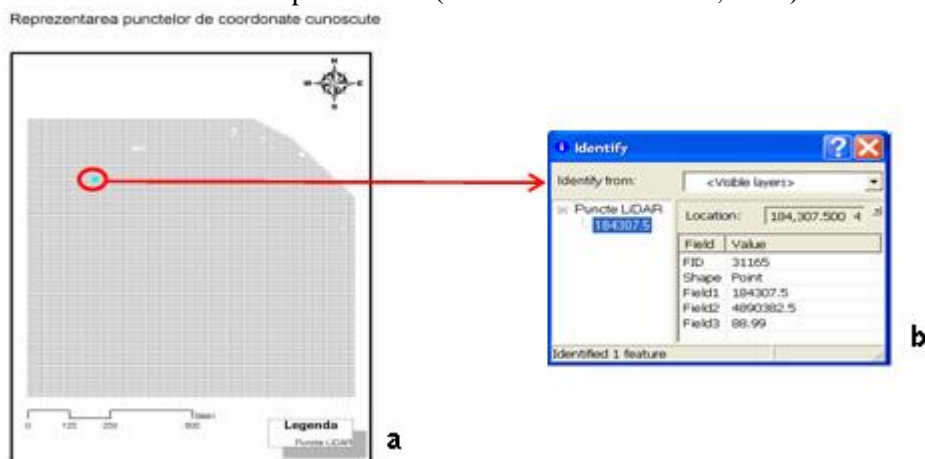 Reprezentarea punctelor de coordonate cunoscute
N
W E
S
0 125 250 500
Legenda
Puncte LiDAR
a
Identify
Identify from: <Visible layers>
Puncte LiDAR
184307.5
Location: 184,307.500 4
Field Value
FID 31165
Shape Point
Field1 184307.5
Field2 4890382.5
Field3 88.99
Identified 1 feature
b